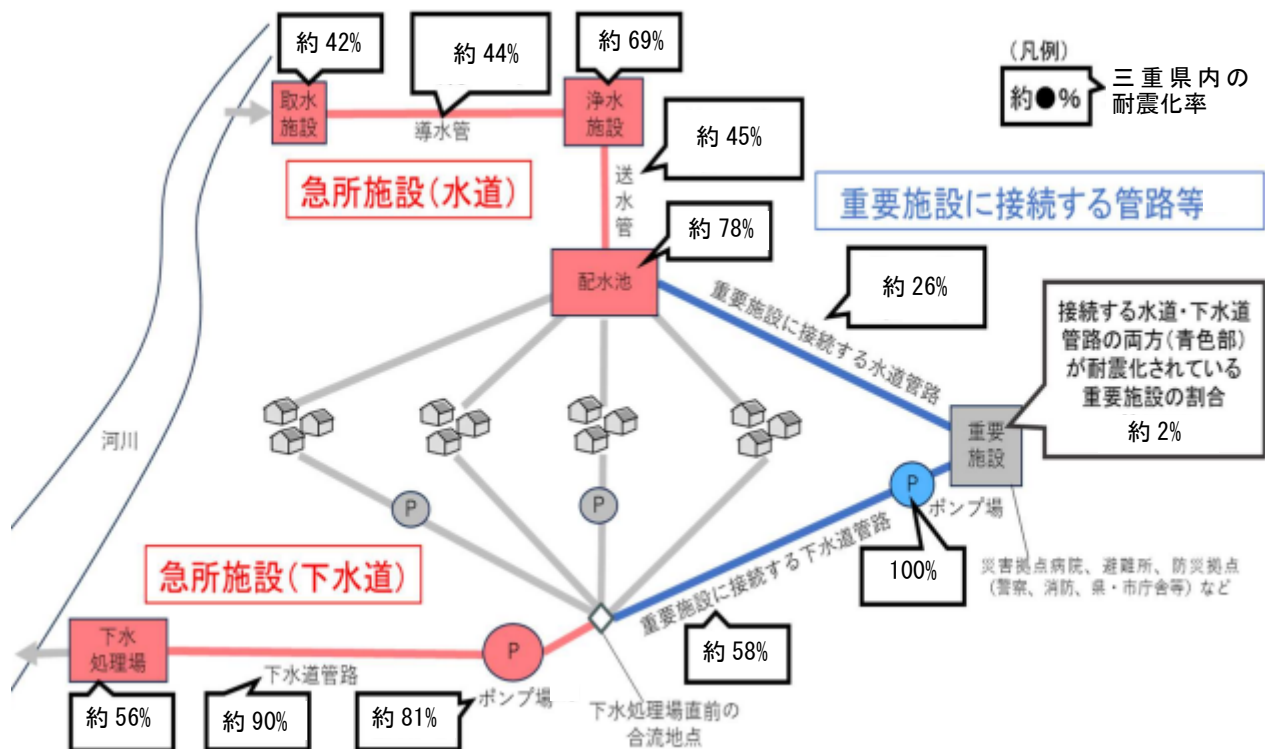 約 42%
約 44%
約 69%
(凡例)
約●%
三重県内の
耐震化率
取水
施設
導水管
浄水
施設
約 45%
急所施設(水道)
送
水
管
重要施設に接続する管路等
約 78%
配水池
約 26%
重要施設に接続する水道管路
接続する水道・下水道
管路の両方(青色部)
が耐震化されている
重要施設の割合
約 2%
河川
重要
施設
P
P
P
ポンプ場
重要施設に接続する下水道管路
100%
災害拠点病院、避難所、防災拠点
(警察、消防、県・市庁舎等)など
急所施設(下水道)
下水
処理場
下水道管路
P
ポンプ場
約 58%
約 56%
約 90%
約 81%
下水処理場直前の
合流地点